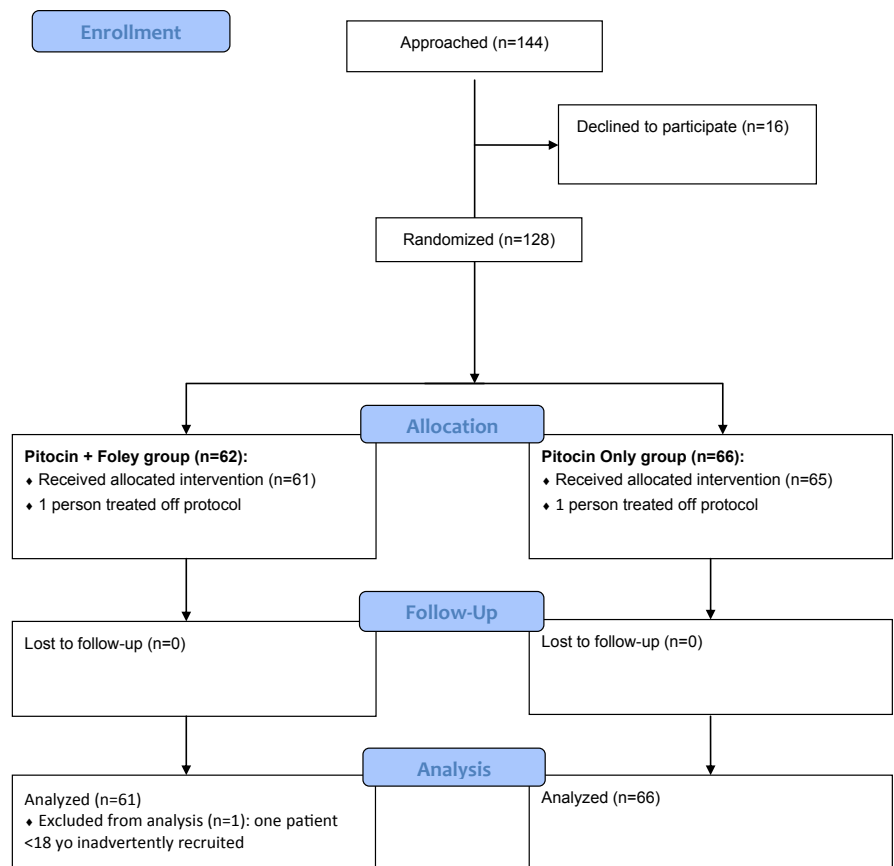 Enrollment
Approached (n=144)
Declined to participate (n=16)
Randomized (n=128)
Allocation
Pitocin + Foley group (n=62):
♦ Received allocated intervention (n=61)
♦ 1 person treated off protocol
Pitocin Only group (n=66):
♦ Received allocated intervention (n=65)
♦ 1 person treated off protocol
Follow-Up
Lost to follow-up (n=0)
Lost to follow-up (n=0)
Analysis
Analyzed (n=61)
♦ Excluded from analysis (n=1): one patient
<18 yo inadvertently recruited
Analyzed (n=66)